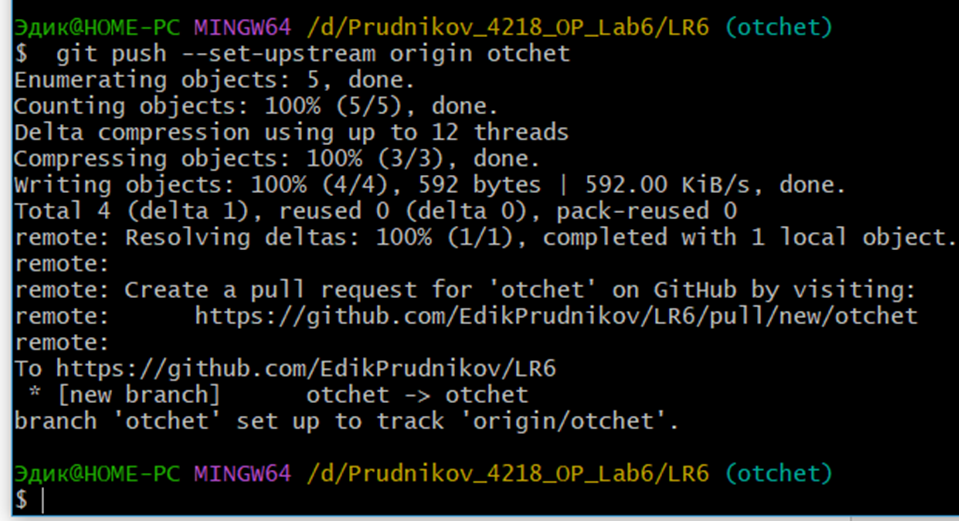 Эдик@HOME-PC MINGW64 /d/Prudnikov_4218_OP_Lab6/LR6 (otchet)
$  git push --set-upstream origin otchet
Enumerating objects: 5, done.
Counting objects: 100% (5/5), done.
Delta compression using up to 12 threads
Compressing objects: 100% (3/3), done.
Writing objects: 100% (4/4), 592 bytes | 592.00 KiB/s, done.
Total 4 (delta 1), reused 0 (delta 0), pack-reused 0
remote: Resolving deltas: 100% (1/1), completed with 1 local object.
remote:
remote: Create a pull request for 'otchet' on GitHub by visiting:
remote:      https://github.com/EdikPrudnikov/LR6/pull/new/otchet
remote:
To https://github.com/EdikPrudnikov/LR6
 * [new branch]      otchet -> otchet
branch 'otchet' set up to track 'origin/otchet'.
Эдик@HOME-PC MINGW64 /d/Prudnikov_4218_OP_Lab6/LR6 (otchet)
$